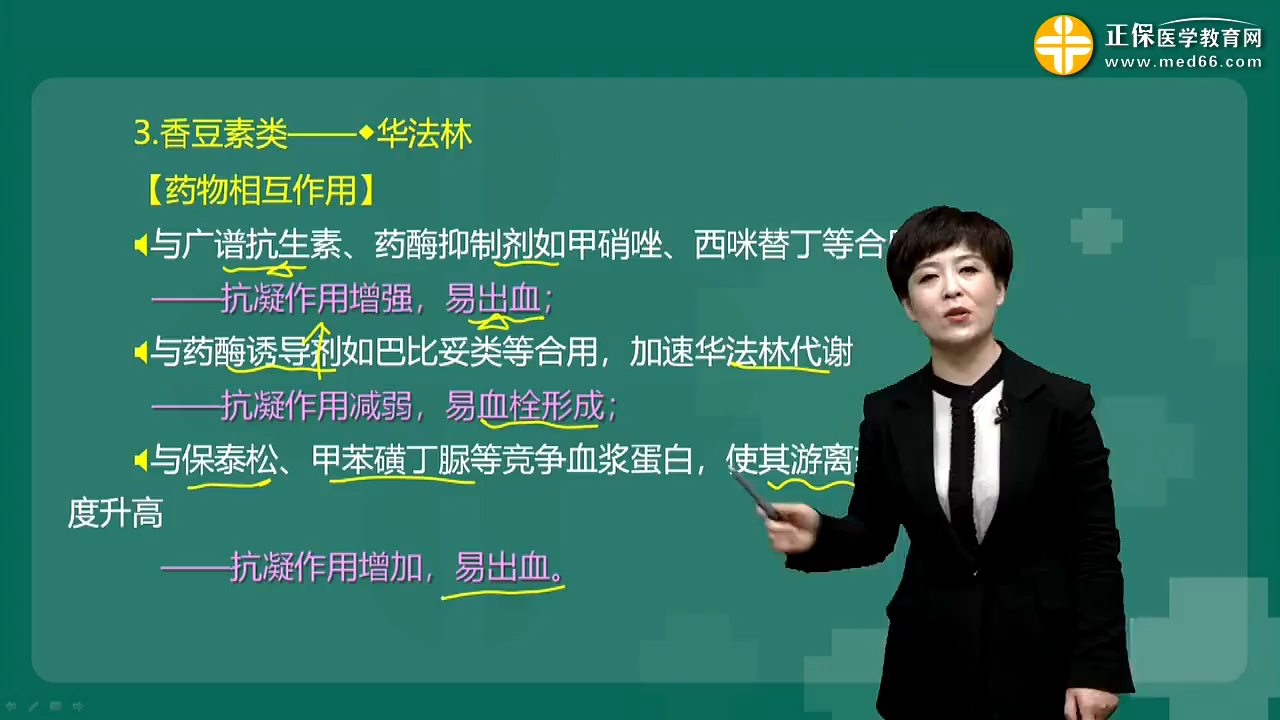 正保医学教育网
www.med66.com
3.香豆素类——◆华法林
【药物相互作用】
与广谱抗生素、药酶抑制剂如甲硝唑、西咪替丁等合
——抗凝作用增强，易出血；
与药酶诱导剂如巴比妥类等合用，加速华法林代谢
——抗凝作用减弱，易血栓形成；
与保泰松、甲苯磺丁脲等竞争血浆蛋白，使其游离
度升高
——抗凝作用增加，易出血。